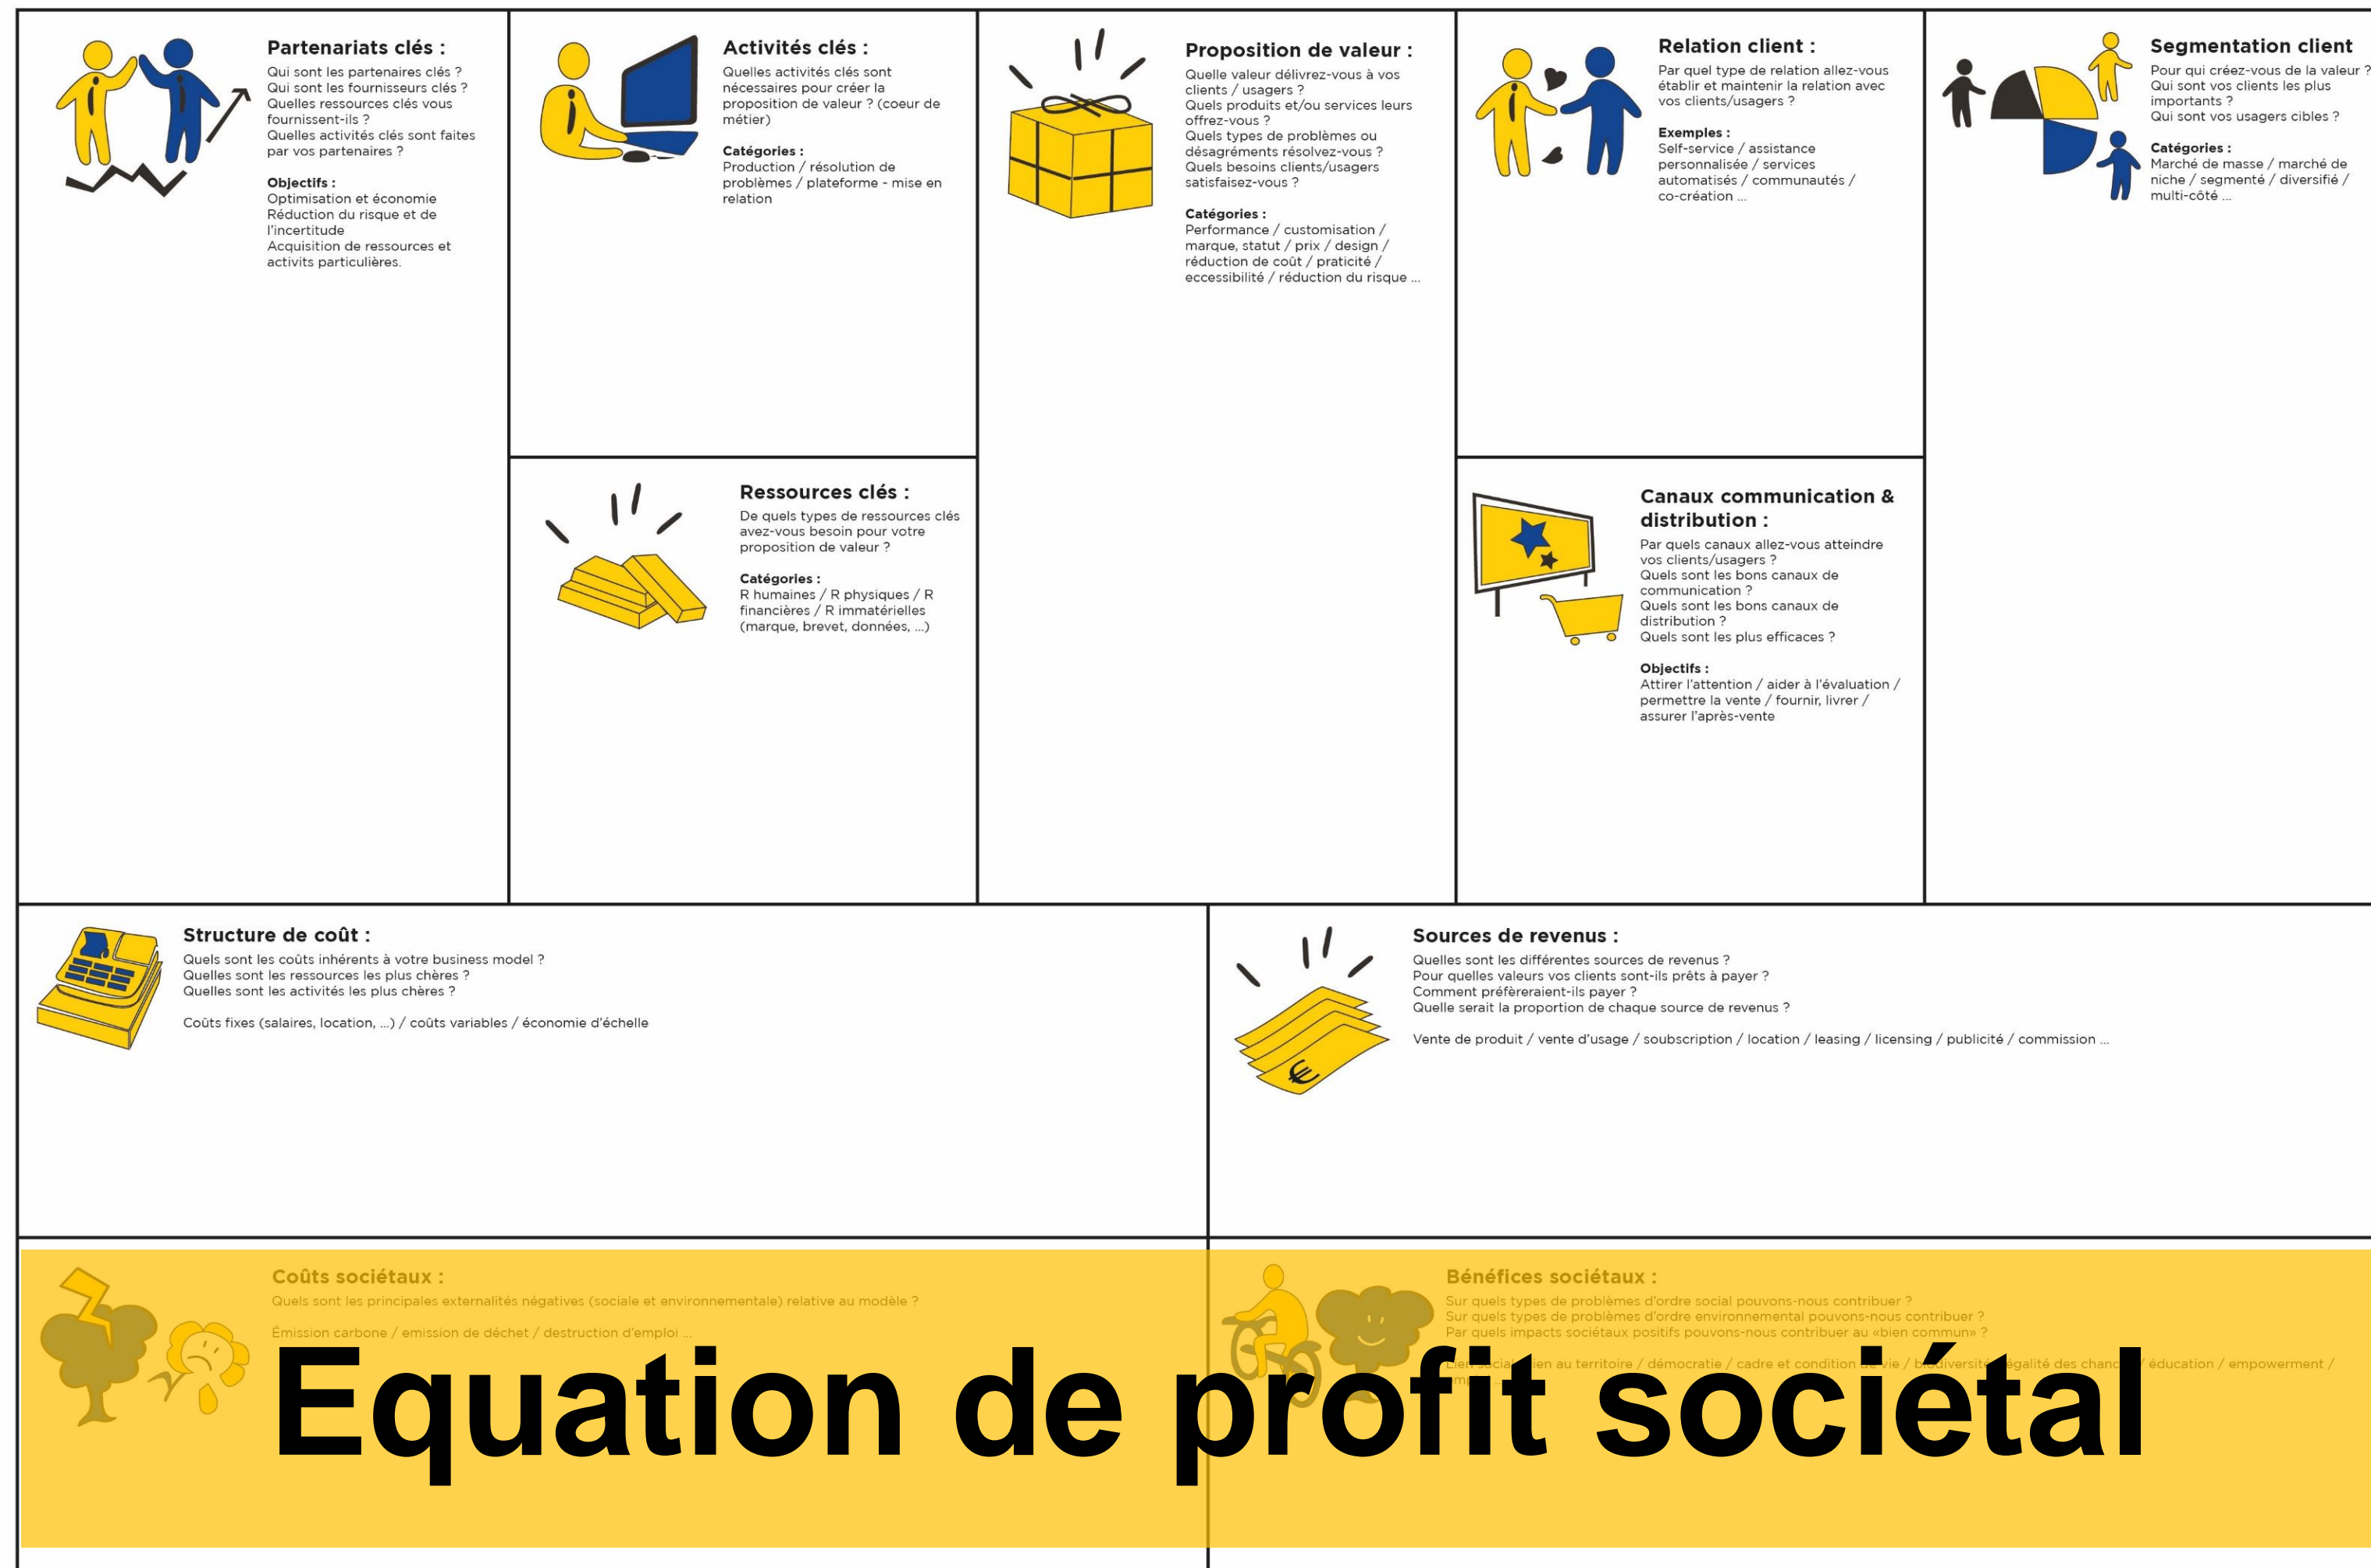 Partenariats clés :
Qui sont les partenaires clés ?
Qui sont les fournisseurs clés ?
Quelles ressources clés vous
fournissent-ils ?
Quelles activités clés sont faites
par vos partenaires ?
Objectifs :
Optimisation et économie
Réduction du risque et de
l'incertitude
Acquisition de ressources et
activits particulières.
Activités clés :
Quelles activités clés sont
nécessaires pour créer la
proposition de valeur ? (coeur de
métier)
Catégories :
Production / résolution de
problèmes / plateforme - mise en
relation
Ressources clés :
De quels types de ressources clés
avez-vous besoin pour votre
proposition de valeur ?
Catégories :
R humaines / R physiques / R
financières / R immatérielles
(marque, brevet, données, ...)
Proposition de valeur :
Quelle valeur délivrez-vous à vos
clients / usagers ?
Quels produits et/ou services leurs
offrez-vous ?
Quels types de problèmes ou
désagréments résolvez-vous ?
Quels besoins clients/usagers
satisfaisez-vous ?
Catégories :
Performance / customisation /
marque, statut / prix / design /
réduction de coût / praticité /
eccessibilité / réduction du risque ...
Relation client :
Par quel type de relation allez-vous
établir et maintenir la relation avec
vos clients/usagers ?
Exemples :
Self-service / assistance
personnalisée / services
automatisés / communautés /
co-création ...
Canaux communication &
distribution :
Par quels canaux allez-vous atteindre
vos clients/usagers ?
Quels sont les bons canaux de
communication ?
Quels sont les bons canaux de
distribution ?
Quels sont les plus efficaces ?
Objectifs :
Attirer l'attention / aider à l'évaluation /
permettre la vente / fournir, livrer /
assurer l'après-vente
Segmentation client
Pour qui créez-vous de la valeur ?
Qui sont vos clients les plus
importants ?
Qui sont vos usagers cibles ?
Catégories :
Marché de masse / marché de
niche / segmenté / diversifié /
multi-côté ...
Structure de coût :
Quels sont les coûts inhérents à votre business model ?
Quelles sont les ressources les plus chères ?
Quelles sont les activités les plus chères ?
Coûts fixes (salaires, location, ...) / coûts variables / économie d'échelle
Sources de revenus :
Quelles sont les différentes sources de revenus ?
Pour quelles valeurs vos clients sont-ils prêts à payer ?
Comment préfèreraient-ils payer ?
Quelle serait la proportion de chaque source de revenus ?
Vente de produit / vente d'usage / soubscription / location / leasing / licensing / publicité / commission ...
€
Coûts sociétaux :
Quels sont les principales externalités négatives (sociale et environnementale) relative au modèle ?
Émission carbone / emission de déchet / destruction d'emploi ...
Bénéfices sociétaux :
Sur quels types de problèmes d'ordre social pouvons-nous contribuer ?
Sur quels types de problèmes d'ordre environnemental pouvons-nous contribuer ?
Par quels impacts sociétaux positifs pouvons-nous contribuer au «bien commun» ?
au territoire / démocratie / cadre et condition de vie / biodiversité égalité des / éducation / empowerment /
Equation de profit sociétal